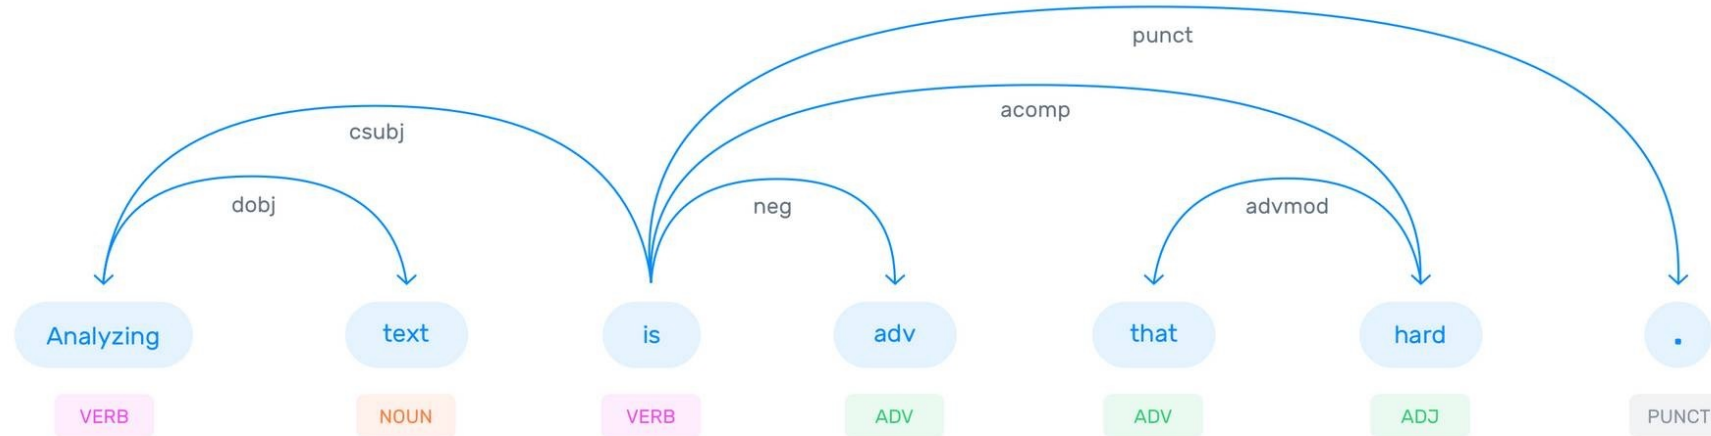 punct
acomp
csubj
dobj neg advmod
Analyzing text is adv that hard .
VERB NOUN VERB ADV ADV ADJ PUNCT